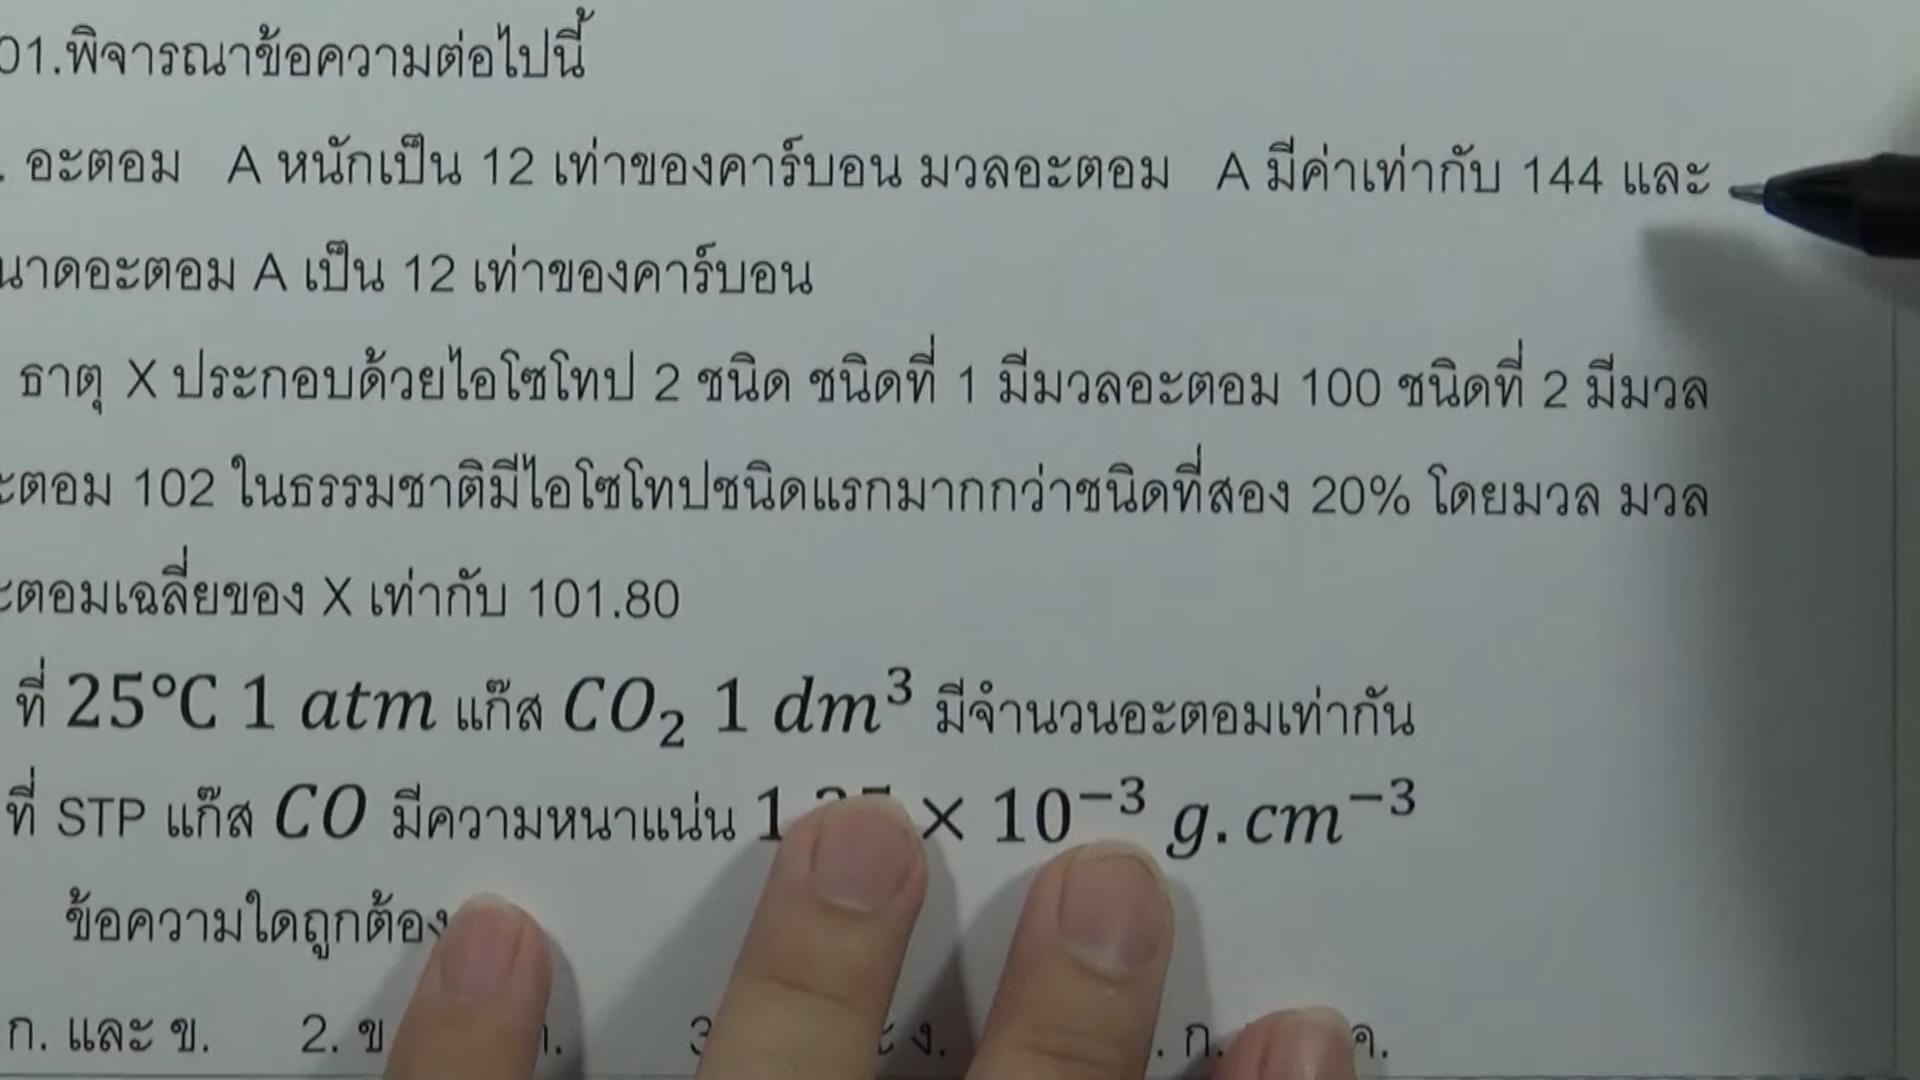 01.พิจารณาข้อความต่อไปนี้
. อะตอม A หนักเป็น 12 เท่าของคาร์บอน มวลอะตอม A มีค่าเท่ากับ 144 และ
นาดอะตอม A เป็น 12 เท่าของคาร์บอน
ธาตุ X ประกอบด้วยไอโซโทป 2 ชนิด ชนิดที่ 1 มีมวลอะตอม 100 ชนิดที่ 2 มีมวล
ะตอม 102 ในธรรมชาติมีไอโซโทปชนิดแรกมากกว่าชนิดที่สอง 20% โดยมวล มวล
ะตอมเฉลี่ยของ X เท่ากับ 101.80
ที่ 25°C 1 atm แก๊ส CO₂ 1 dm³ มีจำนวนอะตอมเท่ากัน
ที่ STP แก๊ส CO มีความหนาแน่น 1 × 10⁻³ g.cm⁻³
ข้อความใดถูกต้อง
ก. และ ข. 2. ข 3 ง. . ก. ค.